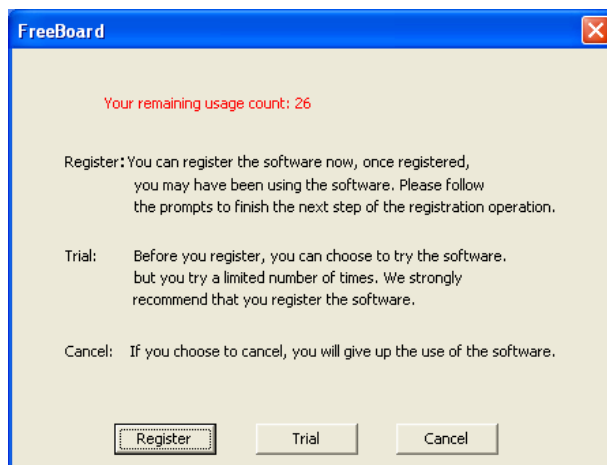 FreeBoard
Your remaining usage count: 26
Register: You can register the software now, once registered,
you may have been using the software. Please follow
the prompts to finish the next step of the registration operation.
Trial: Before you register, you can choose to try the software.
but you try a limited number of times. We strongly
recommend that you register the software.
Cancel: If you choose to cancel, you will give up the use of the software.
Register Trial Cancel